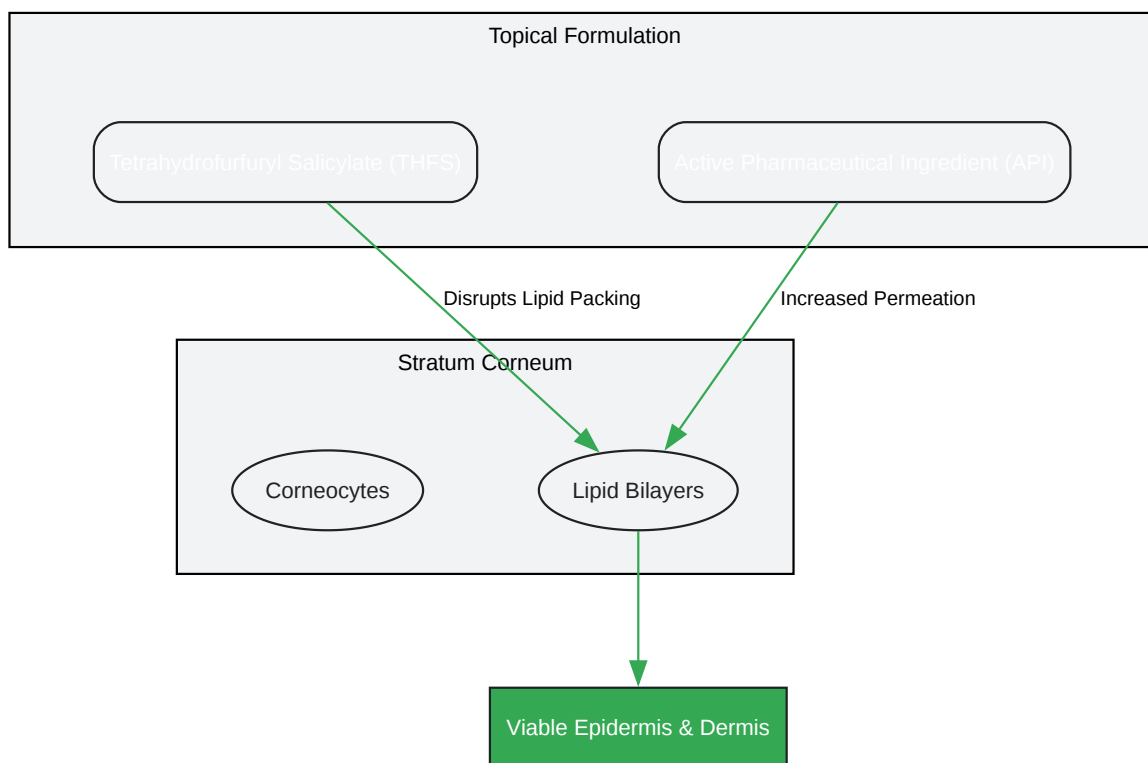 Topical Formulation
Tetrahydrofurfuryl Salicylate (THFS)
Active Pharmaceutical Ingredient (API)
Disrupts Lipid Packing
Increased Permeation
Stratum Corneum
Corneocytes
Lipid Bilayers
Viable Epidermis & Dermis